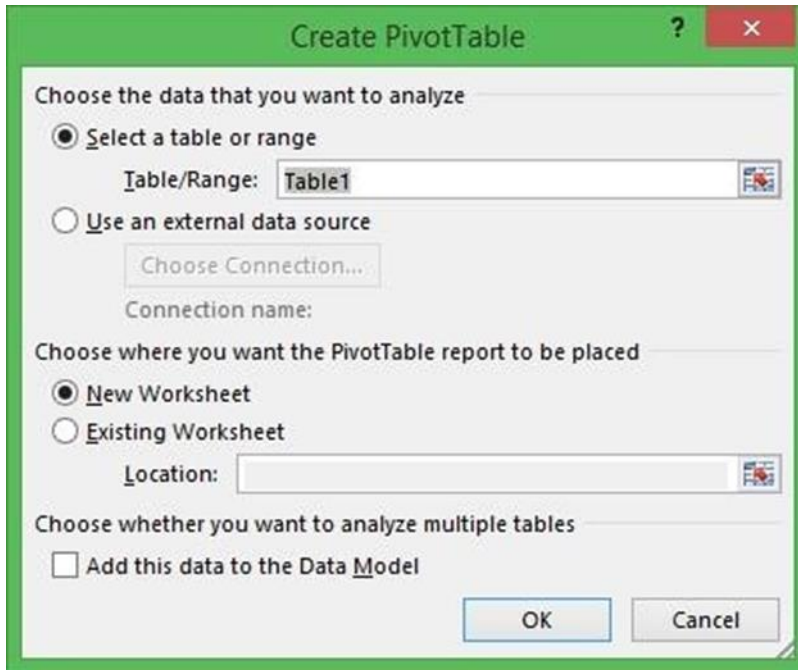 Create PivotTable
?
Choose the data that you want to analyze
Select a table or range
Table/Range: Table1
Use an external data source
Choose Connection...
Connection name:
Choose where you want the PivotTable report to be placed
New Worksheet
Existing Worksheet
Location:
Choose whether you want to analyze multiple tables
Add this data to the Data Model
OK Cancel